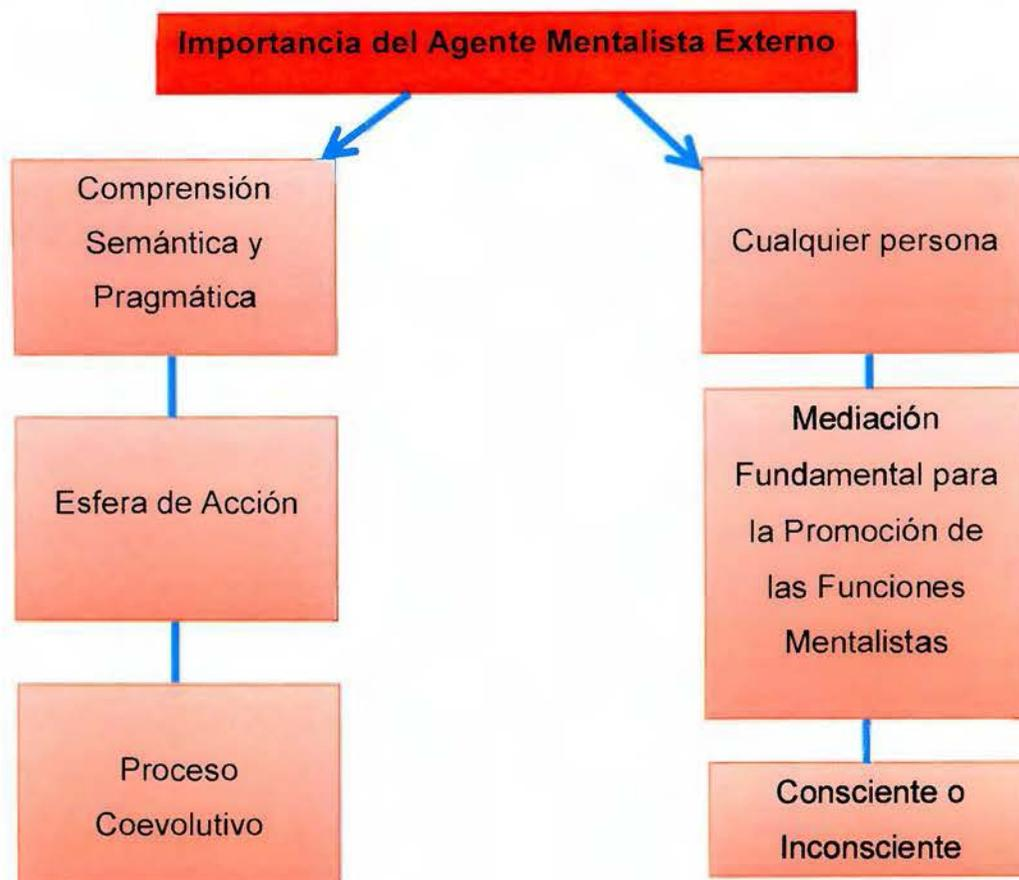 Importancia del Agente Mentalista Externo
Comprensión
Semántica y
Pragmática
Esfera de Acción
Proceso
Coevolutivo
Cualquier persona
Mediación
Fundamental para
la Promoción de
las Funciones
Mentalistas
Consciente o
Inconsciente